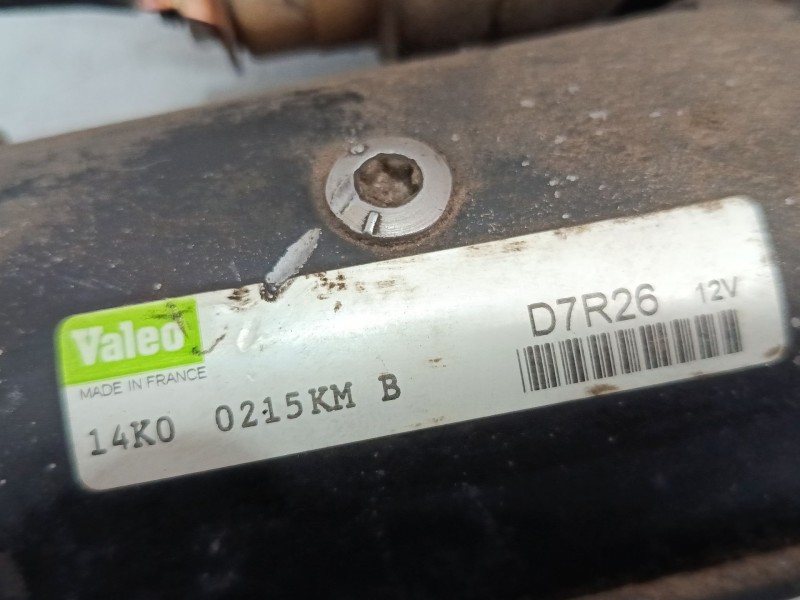 Valeo
MADE IN FRANCE
14K0 0215KM B
D7R26 12V